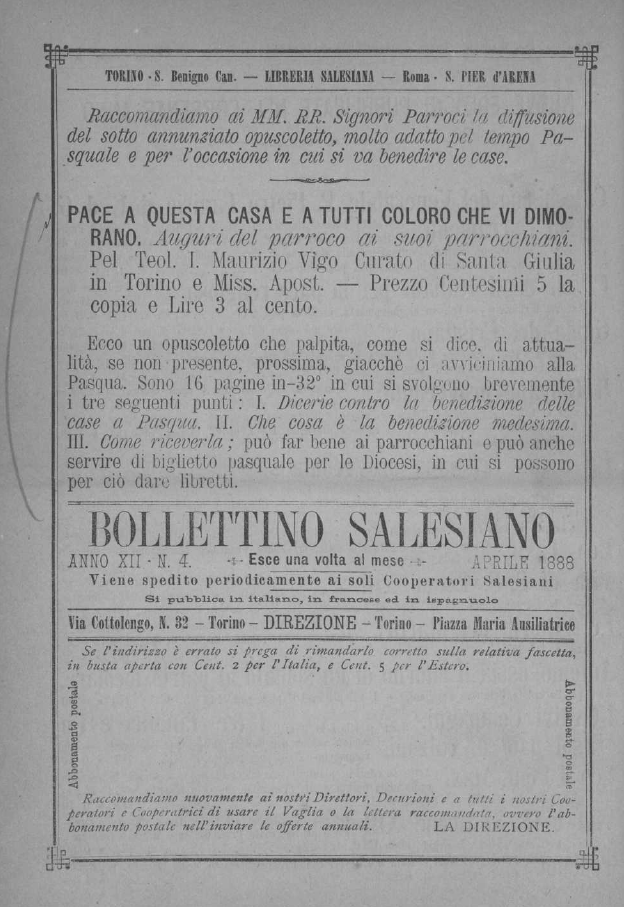 TORINO - S. Benigno Can. — LIBRERIA SALESIANA — Roma - S. PIER d'ARENA
Raccomandiamo ai MM. RR. Signori Parroci la diffusione
del sotto annunziato opuscoletto, molto adatto pel tempo Pa-
squale e per l'occasione in cui si va benedire le case.
PACE A QUESTA CASA E A TUTTI COLORO CHE VI DIMO-
RANO. Auguri del parroco ai suoi parrocchiani.
Pel Teol. I. Maurizio Vigo Curato di Santa Giulia
in Torino e Miss. Apost. — Prezzo Centesimi 5 la
copia e Lire 3 al cento.
Ecco un opuscoletto che palpita, come si dice, di attua-
lità, se non presente, prossima, giacchè ci avviciniamo alla
Pasqua. Sono 16 pagine in-32° in cui si svolgono brevemente
i tre seguenti punti: I. Dicerie contro la benedizione delle
case a Pasqua. II. Che cosa è la benedizione medesima.
III. Come riceverla; può far bene ai parrocchiani e può anche
servire di biglietto pasquale per le Diocesi, in cui si possono
per ciò dare libretti.
BOLLETTINO SALESIANO
ANNO XII - N. 4. Esce una volta al mese APRILE 1888
Viene spedito periodicamente ai soli Cooperatori Salesiani
Si pubblica in italiano, in francese ed in ispagnuolo
Via Cottolengo, N. 32 — Torino — DIREZIONE — Torino — Piazza Maria Ausiliatrice
Se l'indirizzo è errato si prega di rimandarlo corretto sulla relativa fascetta,
in busta aperta con Cent. 2 per l'Italia, e Cent. 5 per l'Estero.
Abbonamento postale
Abbonamento postale
Raccomandiamo nuovamente ai nostri Direttori, Decurioni e a tutti i nostri Coo-
peratori e Cooperatrici di usare il Vaglia o la lettera raccomandata, ovvero l'ab-
bonamento postale nell'inviare le offerte annuali. LA DIREZIONE.